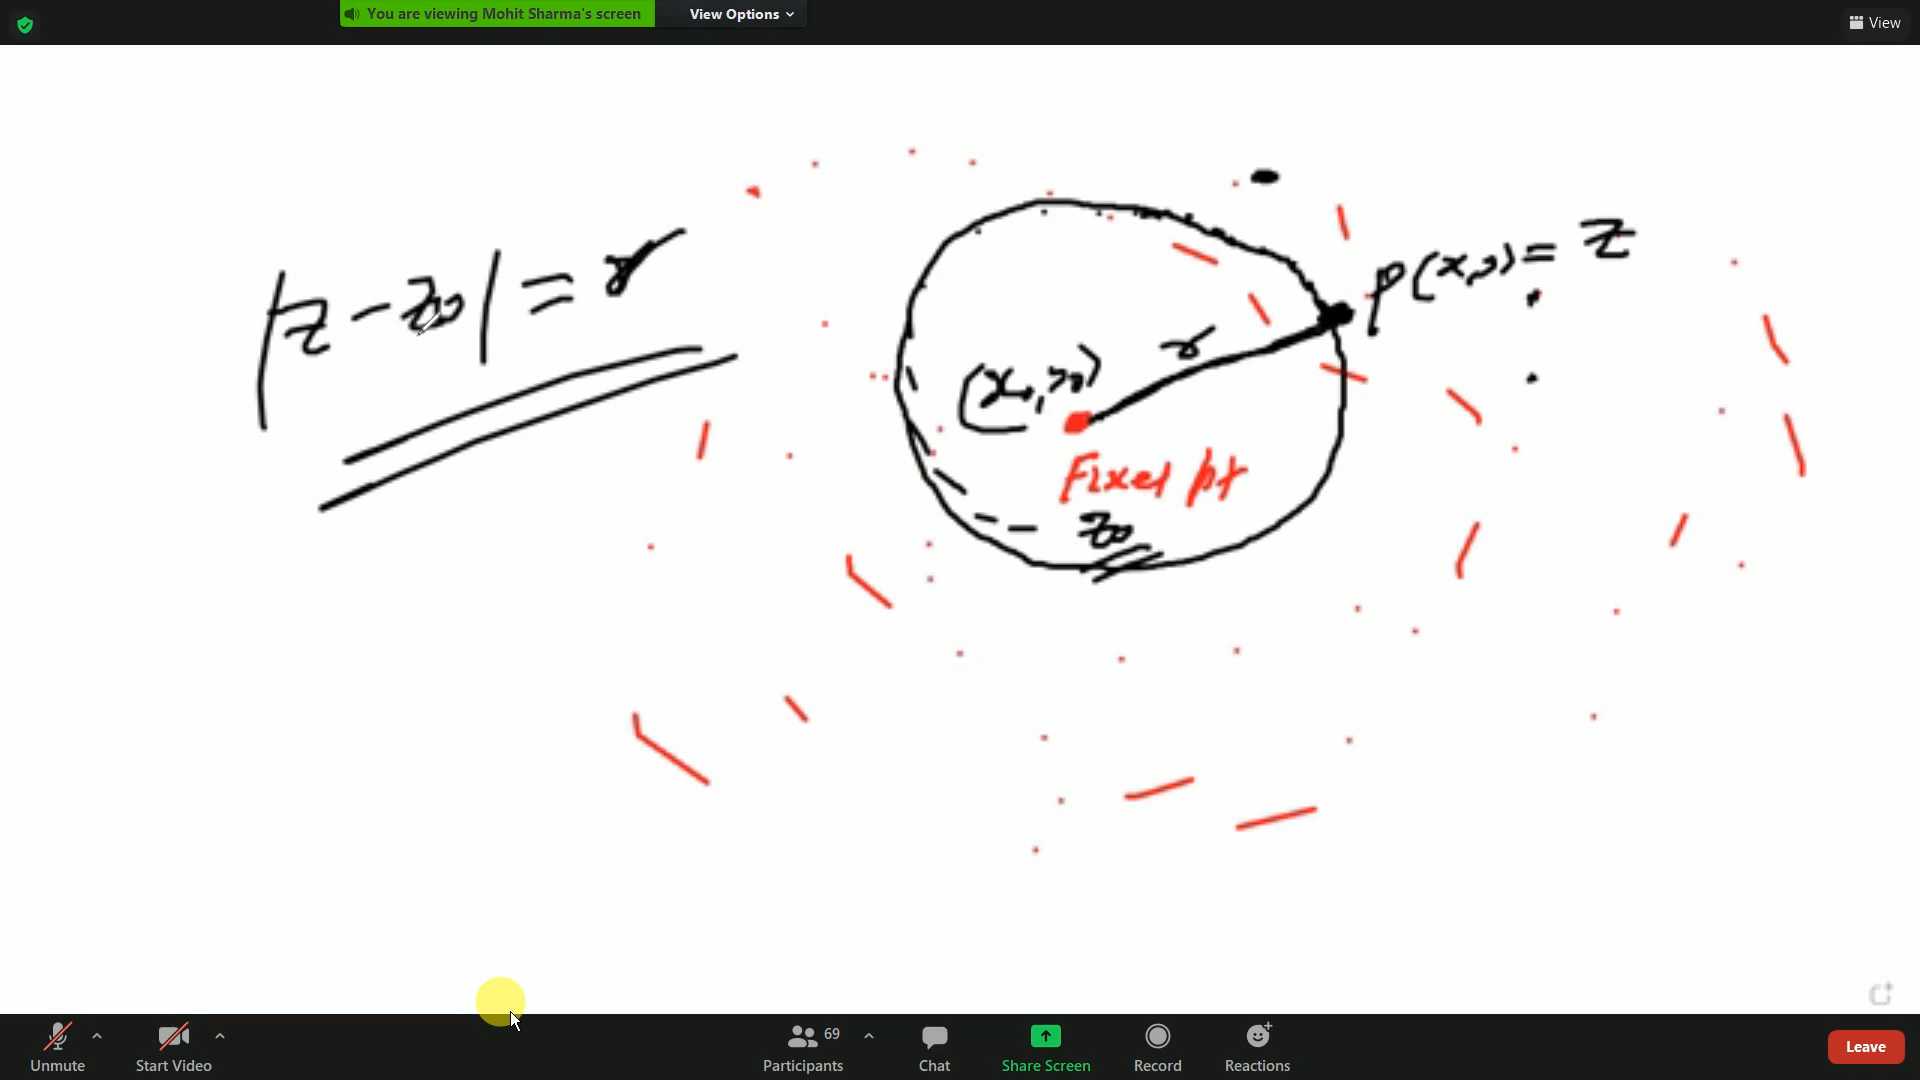 You are viewing Mohit Sharma's screen
View Options
View
|z - z₀| = r
P(x,y) = z
r
(x₀,y₀)
Fixed pt
z₀
Unmute
Start Video
69
Participants
Chat
Share Screen
Record
Reactions
Leave